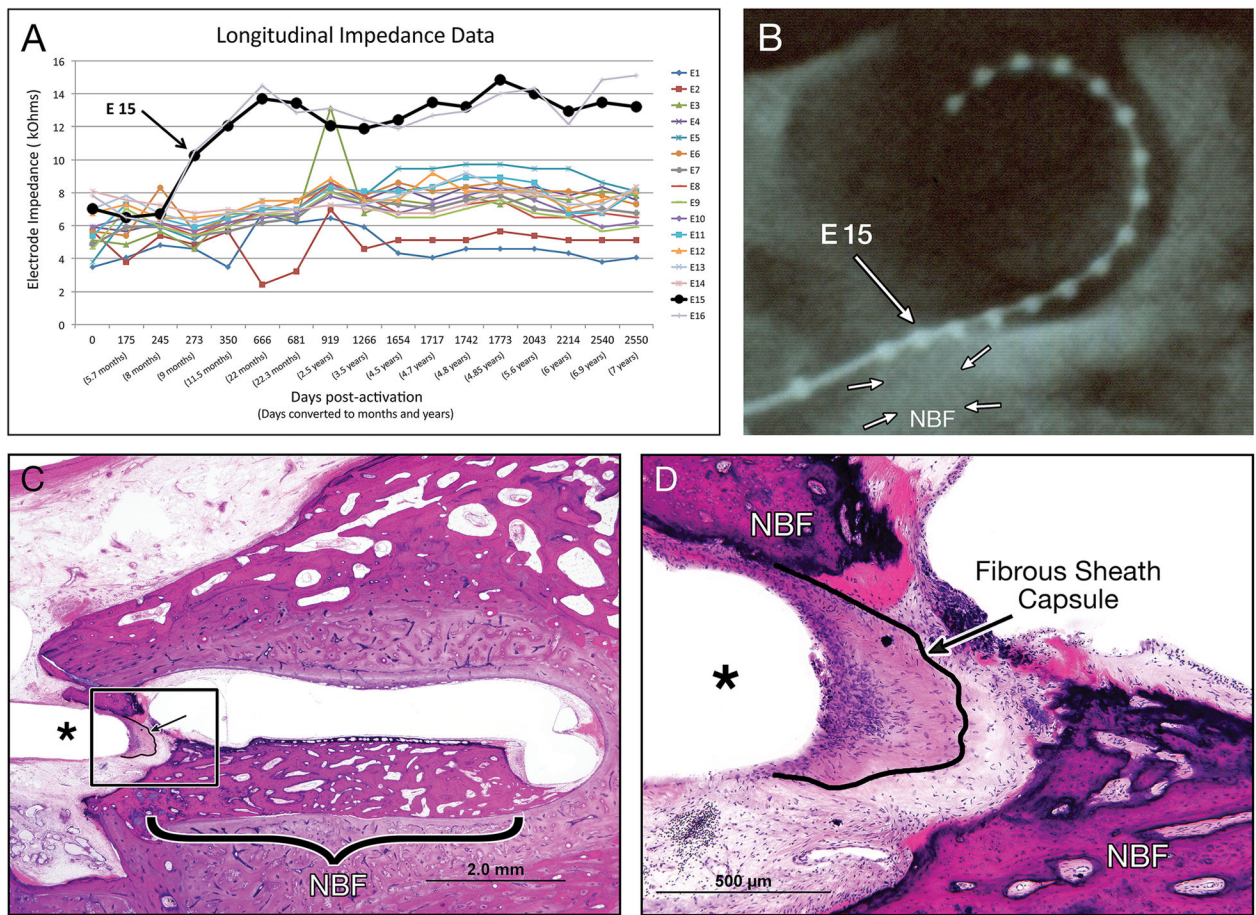 A
Longitudinal Impedance Data
Electrode Impedance ( kOhms)
16
14
12
10
8
6
4
2
0
E 15
0 175 245 273 350 666 681 919 1266 1654 1717 1742 1773 2043 2214 2540 2550
(5.7 months) (8 months) (9 months) (11.5 months) (22 months) (22.3 months) (2.5 years) (3.5 years) (4.5 years) (4.7 years) (4.8 years) (4.85 years) (5.6 years) (6 years) (6.9 years) (7 years)
Days post-activation
(Days converted to months and years)
E1
E2
E3
E4
E5
E6
E7
E8
E9
E10
E11
E12
E13
E14
E15
E16
B
E 15
NBF
C
*
NBF
2.0 mm
D
NBF
Fibrous Sheath
Capsule
*
NBF
500 µm